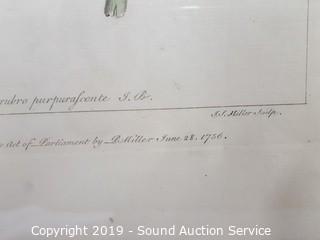 rubro purpurascente I.B.
J.S. Miller Sculp.
Act of Parliament by P. Miller June 28. 1756.
Copyright 2019 - Sound Auction Service